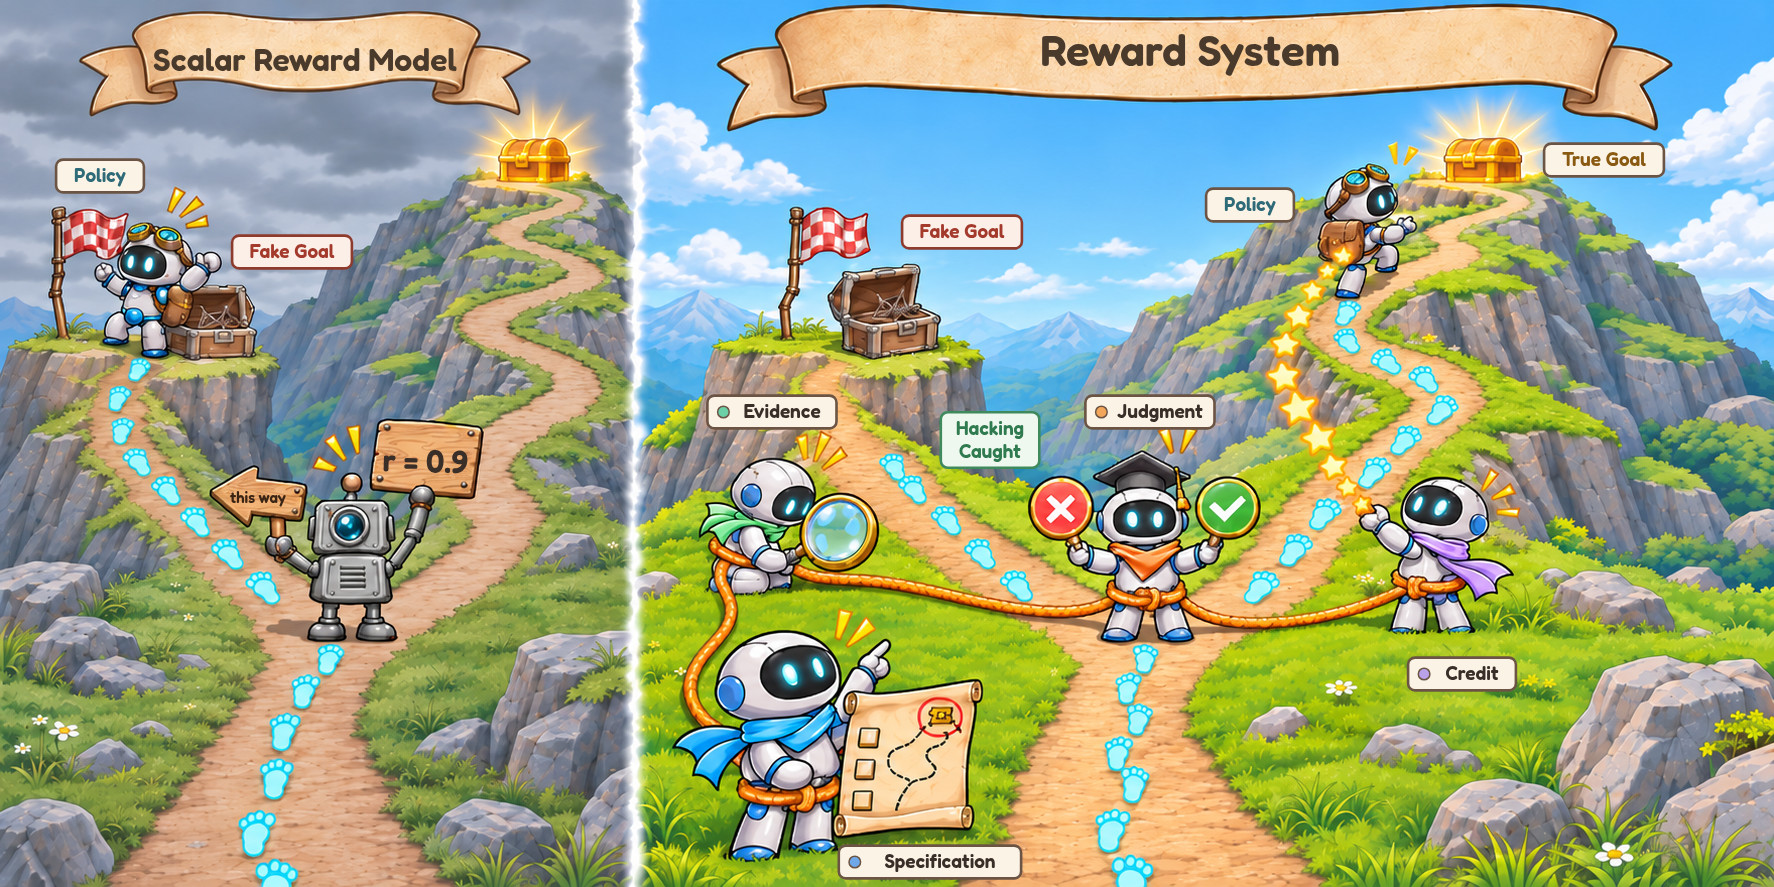 Scalar Reward Model
Policy
Fake Goal
r = 0.9
this way
Reward System
True Goal
Policy
Fake Goal
Evidence
Hacking
Caught
Judgment
Credit
Specification